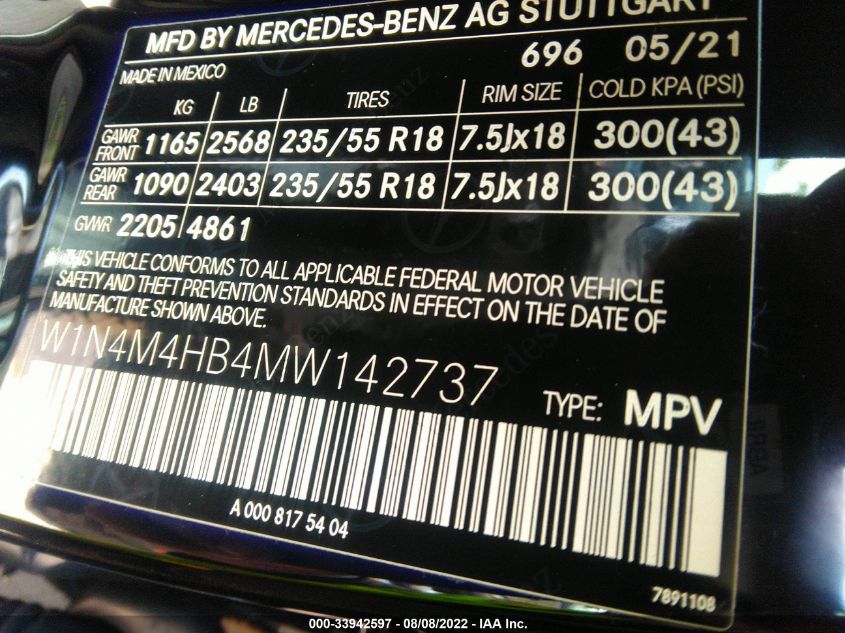 MFD BY MERCEDES-BENZ AG STUTTGART
MADE IN MEXICO 696 05/21
KG LB TIRES RIM SIZE COLD KPA (PSI)
GAWR FRONT 1165 2568 235/55 R18 7.5Jx18 300(43)
GAWR REAR 1090 2403 235/55 R18 7.5Jx18 300(43)
GVWR 2205 4861
THIS VEHICLE CONFORMS TO ALL APPLICABLE FEDERAL MOTOR VEHICLE
SAFETY AND THEFT PREVENTION STANDARDS IN EFFECT ON THE DATE OF
MANUFACTURE SHOWN ABOVE.
W1N4M4HB4MW142737
TYPE: MPV
A 000 817 54 04
7891108
000-33942597 - 08/08/2022 - IAA Inc.